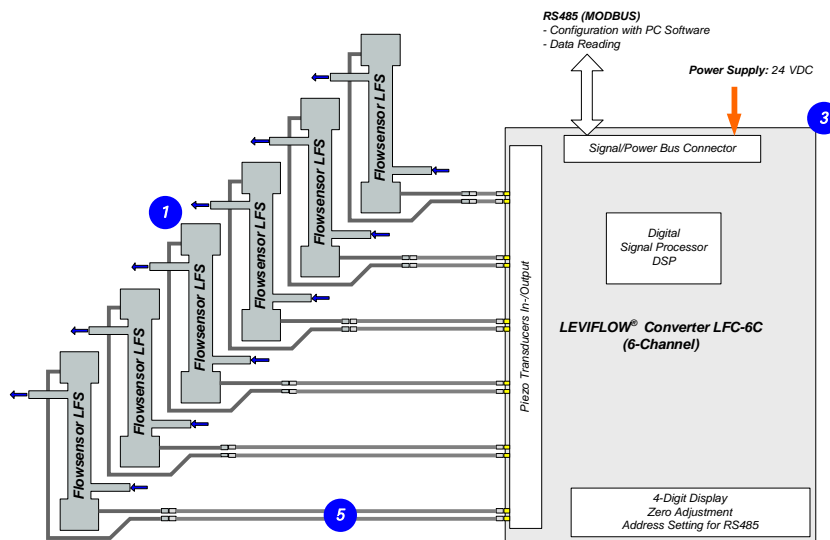 RS485 (MODBUS)
- Configuration with PC Software
- Data Reading
Power Supply: 24 VDC
3
Signal/Power Bus Connector
Flowsensor LFS
Flowsensor LFS
Flowsensor LFS
1
Flowsensor LFS
Flowsensor LFS
Flowsensor LFS
Piezo Transducers In-/Output
Digital
Signal Processor
DSP
LEVIFLOW® Converter LFC-6C
(6-Channel)
5
4-Digit Display
Zero Adjustment
Address Setting for RS485